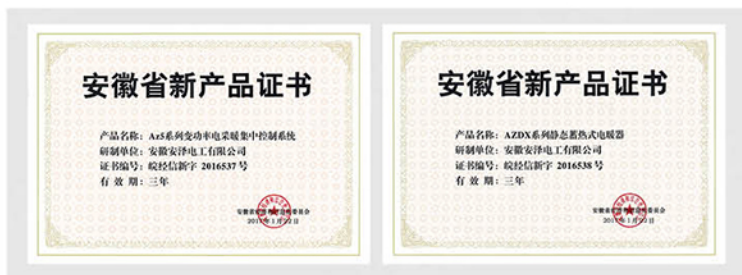 安徽省新产品证书
产品名称：Az5系列变功率电采暖集中控制系统
研制单位：安徽安泽电工有限公司
证书编号：皖经信新字 2016537 号
有 效 期：三年
安徽省新产品证书
产品名称：AZDX系列静态蓄热式电暖器
研制单位：安徽安泽电工有限公司
证书编号：皖经信新字 2016538 号
有 效 期：三年